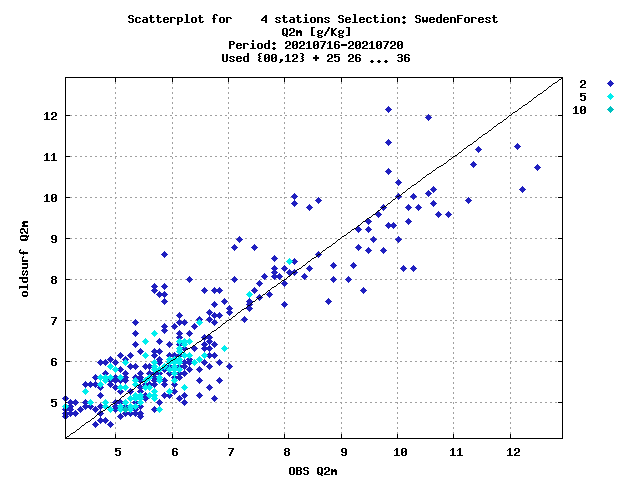 Scatterplot for    4 stations Selection: SwedenForest
Q2m [g/Kg]
Period: 20210716-20210720
Used {00,12} + 25 26 ... 36
2
5
10
12
11
10
9
8
7
6
5
oldsurf Q2m
5 6 7 8 9 10 11 12
OBS Q2m